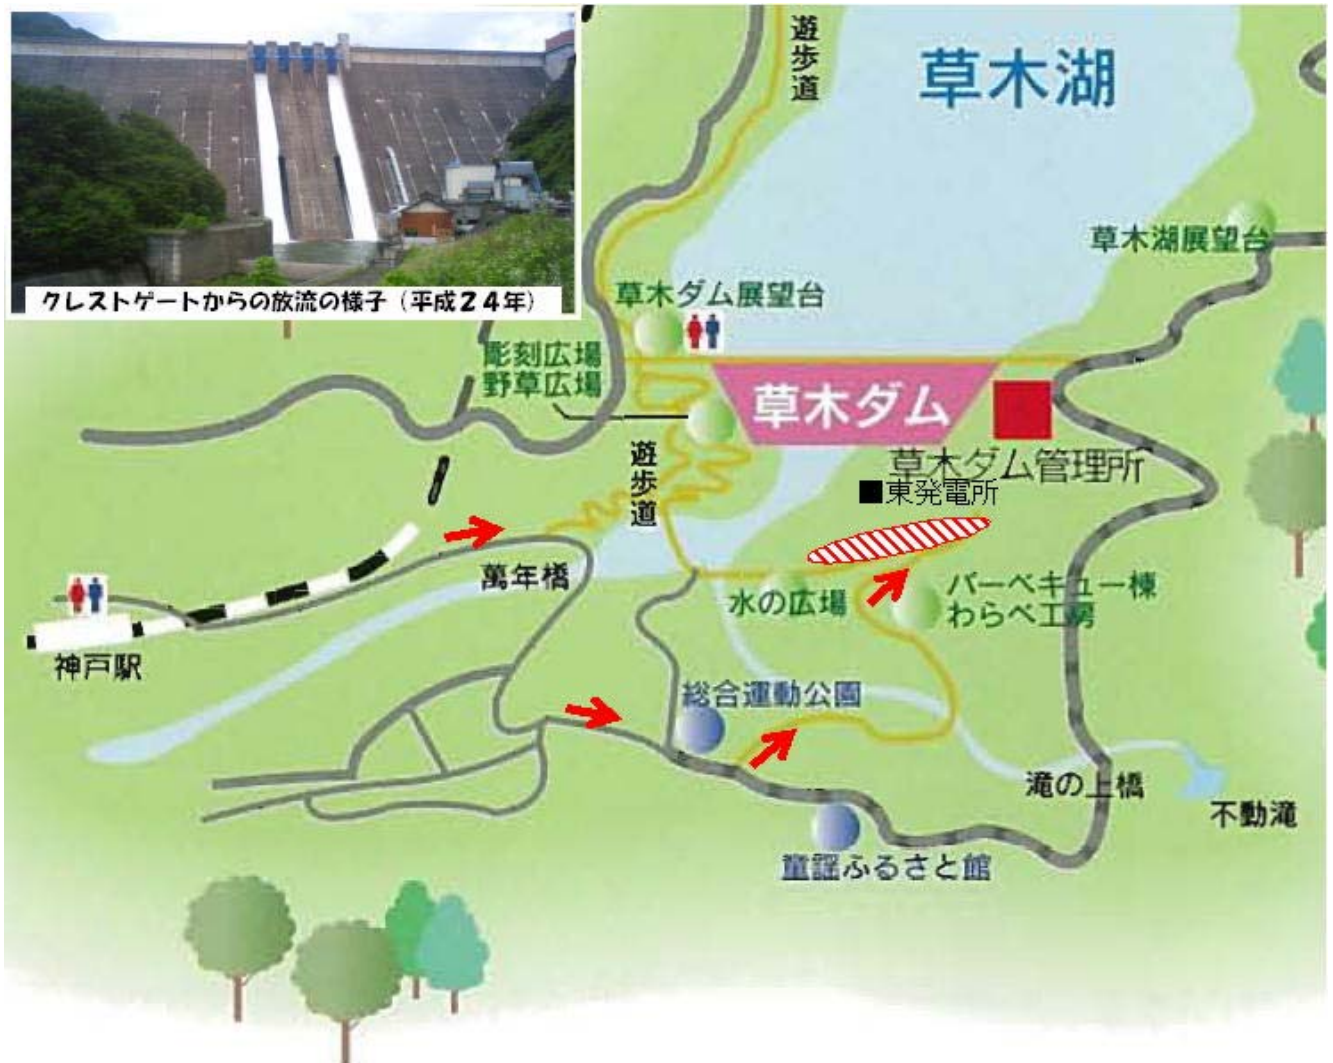 クレストゲートからの放流の様子（平成２４年）
遊歩道
草木湖
草木湖展望台
草木ダム展望台
彫刻広場
野草広場
草木ダム
遊歩道
草木ダム管理所
■東発電所
萬年橋
水の広場
バーベキュー棟
わらべ工房
神戸駅
総合運動公園
滝の上橋
不動滝
童謡ふるさと館